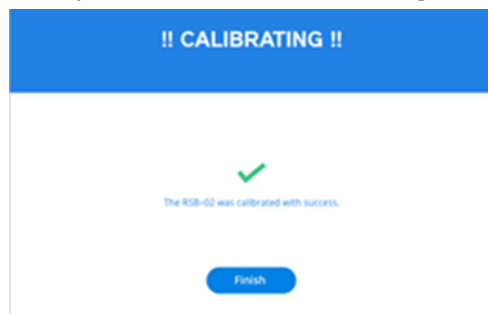 !! CALIBRATING !!
The RSB-02 was calibrated with success.
Finish